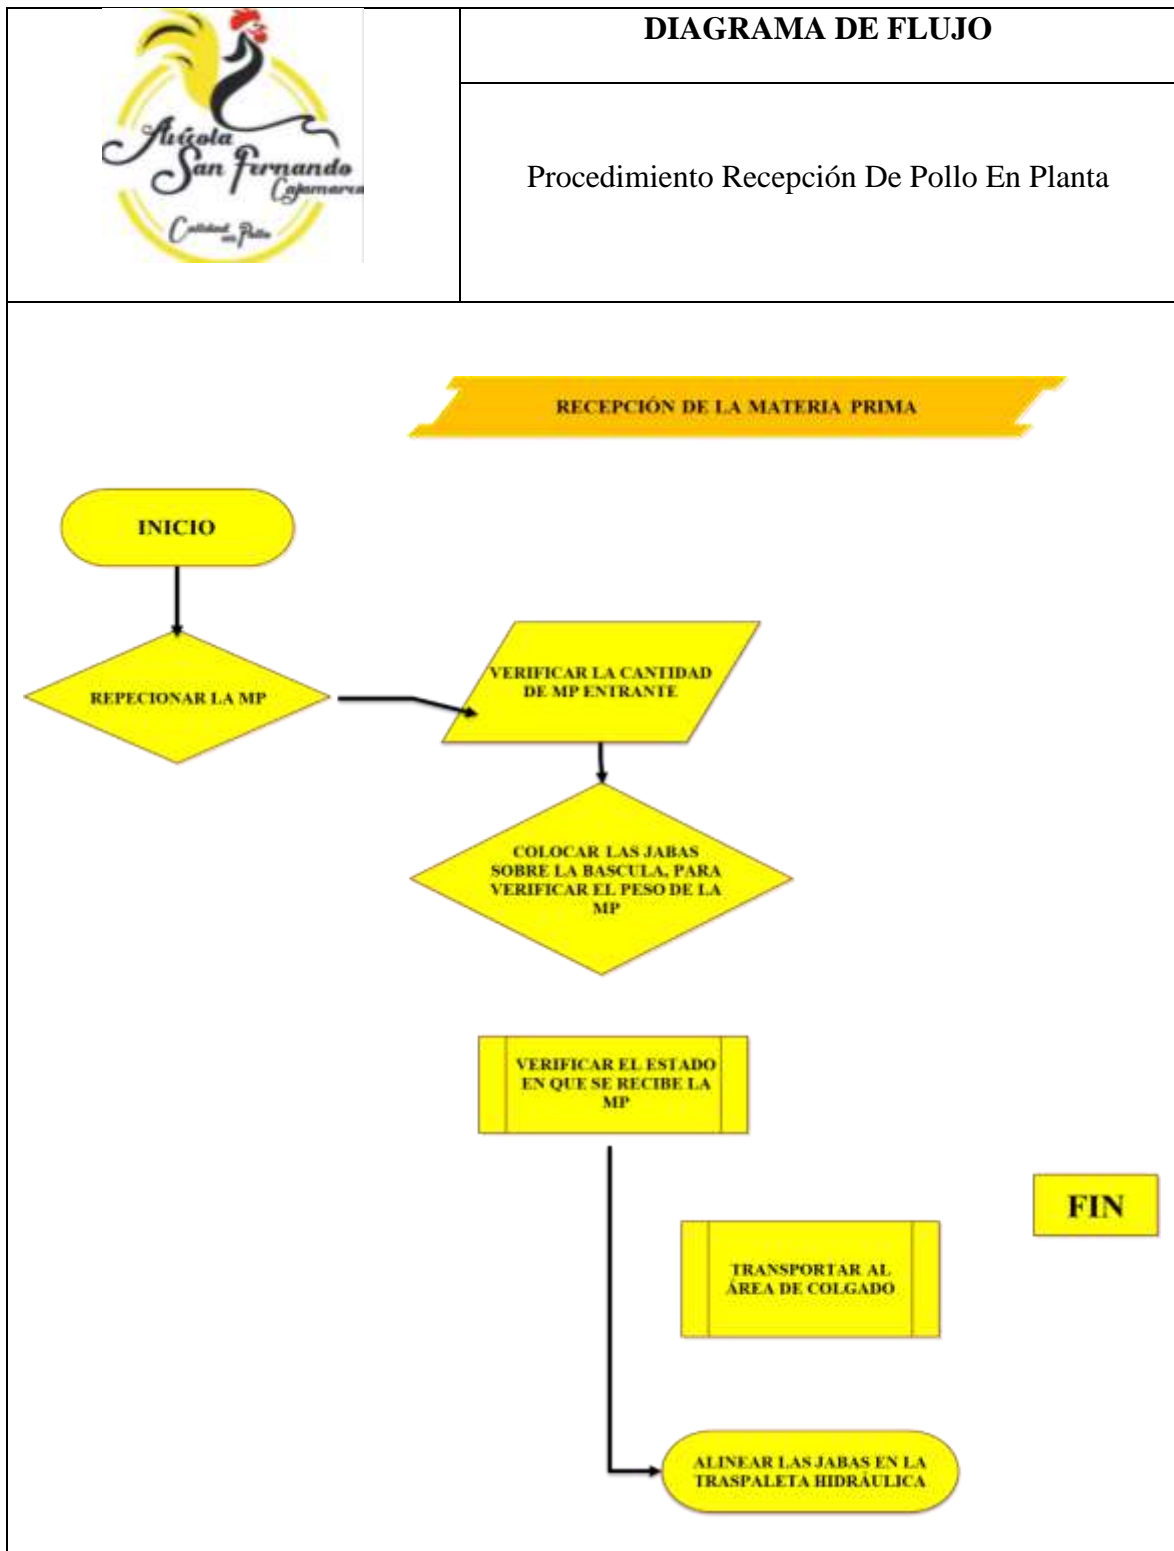 Avícola
San Fernando
Cajamarca
Calidad
en Pollo
DIAGRAMA DE FLUJO
Procedimiento Recepción De Pollo En Planta
RECEPCIÓN DE LA MATERIA PRIMA
INICIO
REPECIONAR LA MP
VERIFICAR LA CANTIDAD
DE MP ENTRANTE
COLOCAR LAS JABAS
SOBRE LA BASCULA, PARA
VERIFICAR EL PESO DE LA
MP
VERIFICAR EL ESTADO
EN QUE SE RECIBE LA
MP
FIN
TRANSPORTAR AL
ÁREA DE COLGADO
ALINEAR LAS JABAS EN LA
TRASPALETA HIDRÁULICA